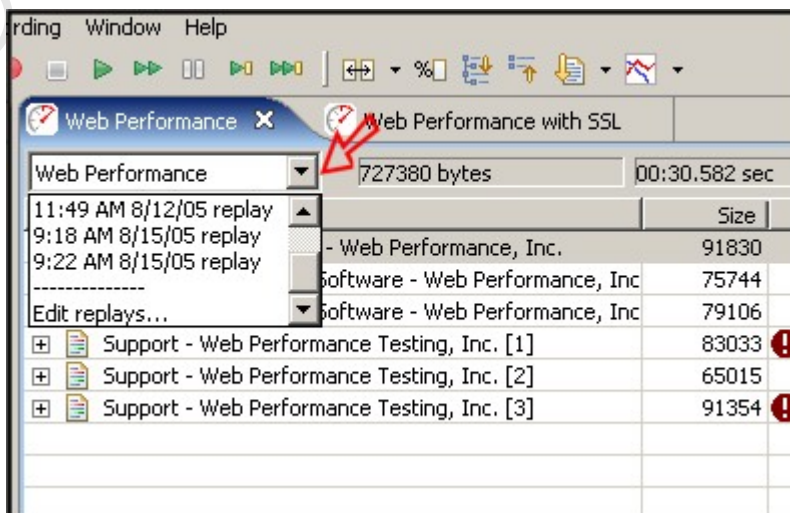 rding Window Help
Web Performance
Web Performance with SSL
Web Performance
727380 bytes
00:30.582 sec
Size
11:49 AM 8/12/05 replay
9:18 AM 8/15/05 replay
9:22 AM 8/15/05 replay
--------------
Edit replays...
- Web Performance, Inc. 91830
Software - Web Performance, Inc 75744
Software - Web Performance, Inc 79106
Support - Web Performance Testing, Inc. [1] 83033
Support - Web Performance Testing, Inc. [2] 65015
Support - Web Performance Testing, Inc. [3] 91354